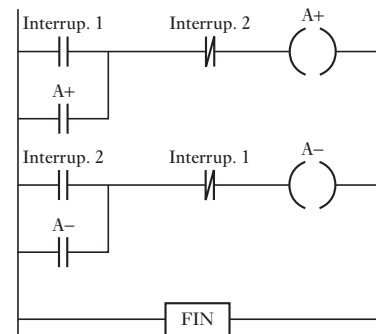 A+
Interrup. 1 Interrup. 2
A+
Interrup. 2 Interrup. 1 A−
A−
FIN